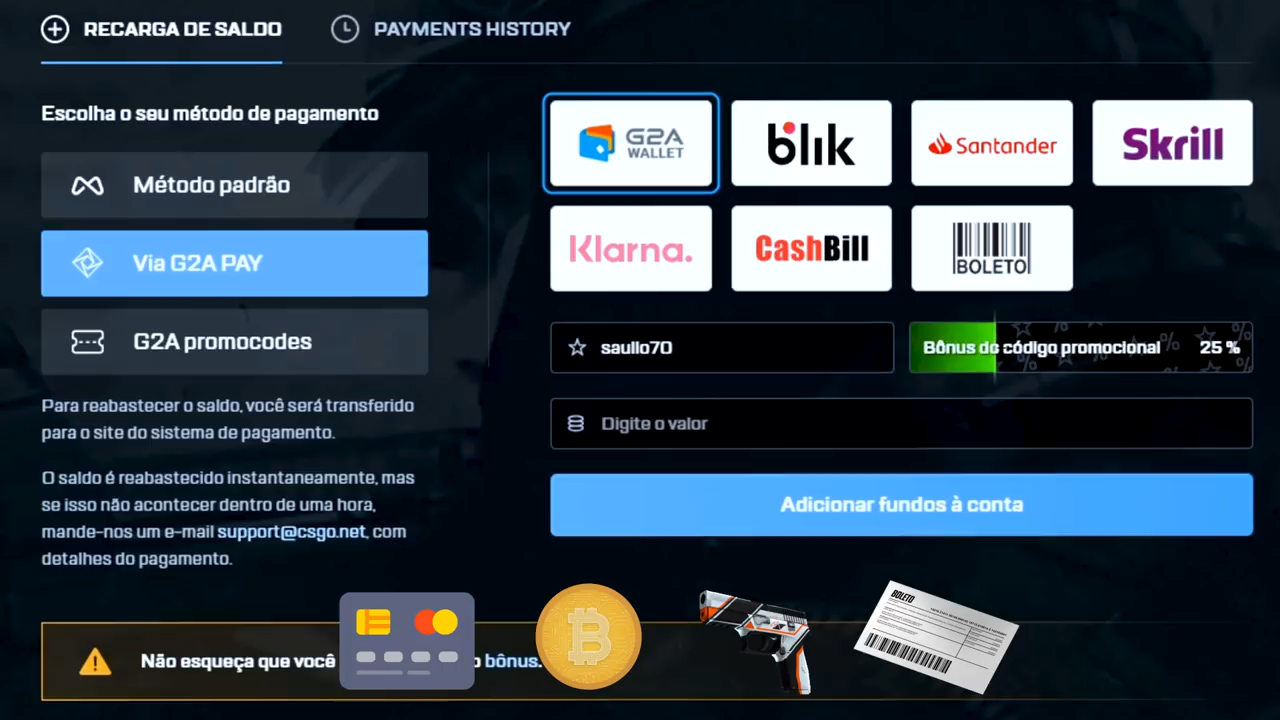 RECARGA DE SALDO
PAYMENTS HISTORY
Escolha o seu método de pagamento
Método padrão
Via G2A PAY
G2A promocodes
Para reabastecer o saldo, você será transferido
para o site do sistema de pagamento.
O saldo é reabastecido instantaneamente, mas
se isso não acontecer dentro de uma hora,
mande-nos um e-mail support@csgo.net, com
detalhes do pagamento.
G2A
WALLET
blik
Santander
Skrill
Klarna.
CashBill
BOLETO
saullo70
Bônus do código promocional 25 %
Digite o valor
Adicionar fundos à conta
Não esqueça que você
bônus.
BOLETO